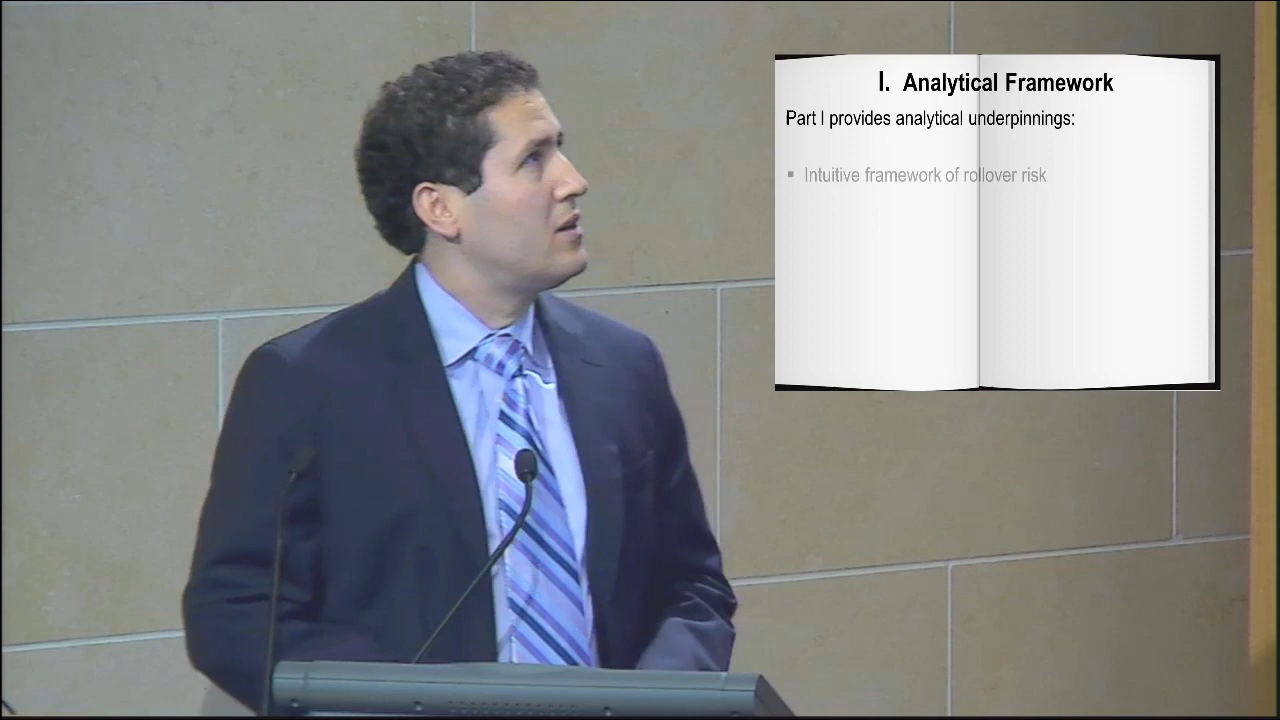 I. Analytical Framework
Part I provides analytical underpinnings:
▪ Intuitive framework of rollover risk